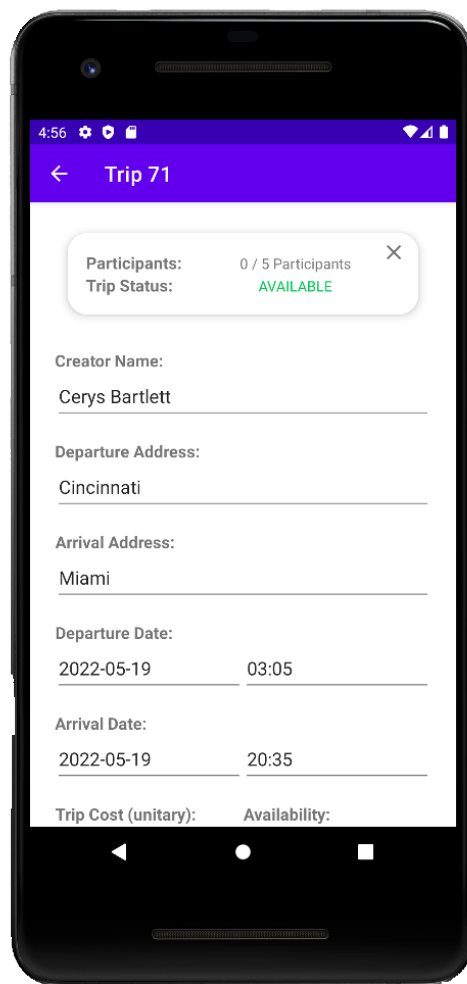 4:56
Trip 71
Participants: 0 / 5 Participants
Trip Status: AVAILABLE
Creator Name:
Cerys Bartlett
Departure Address:
Cincinnati
Arrival Address:
Miami
Departure Date:
2022-05-19 03:05
Arrival Date:
2022-05-19 20:35
Trip Cost (unitary): Availability: